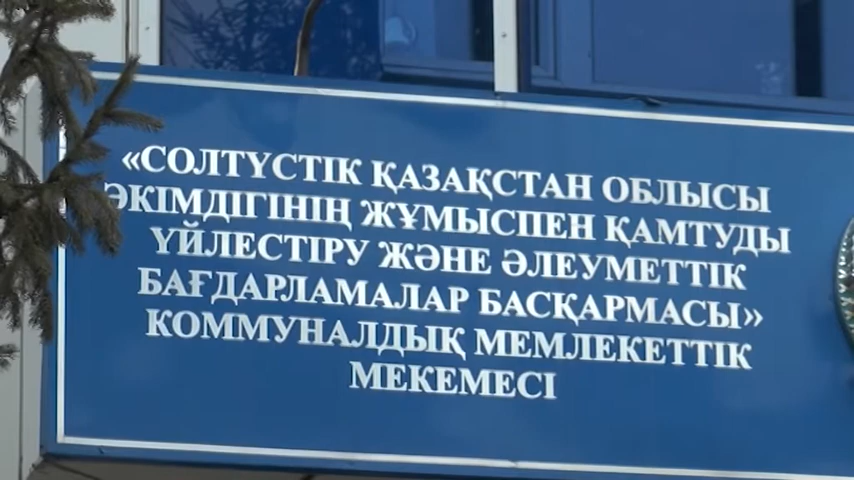 «СОЛТҮСТІК ҚАЗАҚСТАН ОБЛЫСЫ
ӘКІМДІГІНІҢ ЖҰМЫСПЕН ҚАМТУДЫ
ҮЙЛЕСТІРУ ЖӘНЕ ӘЛЕУМЕТТІК
БАҒДАРЛАМАЛАР БАСҚАРМАСЫ»
КОММУНАЛДЫҚ МЕМЛЕКЕТТІК
МЕКЕМЕСІ